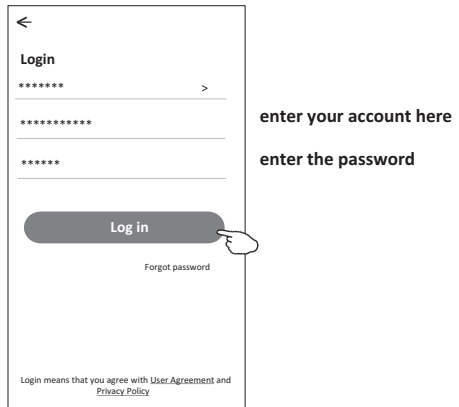 Login
******* >
***********
enter your account here
******
enter the password
Log in
Forgot password
Login means that you agree with User Agreement and
Privacy Policy